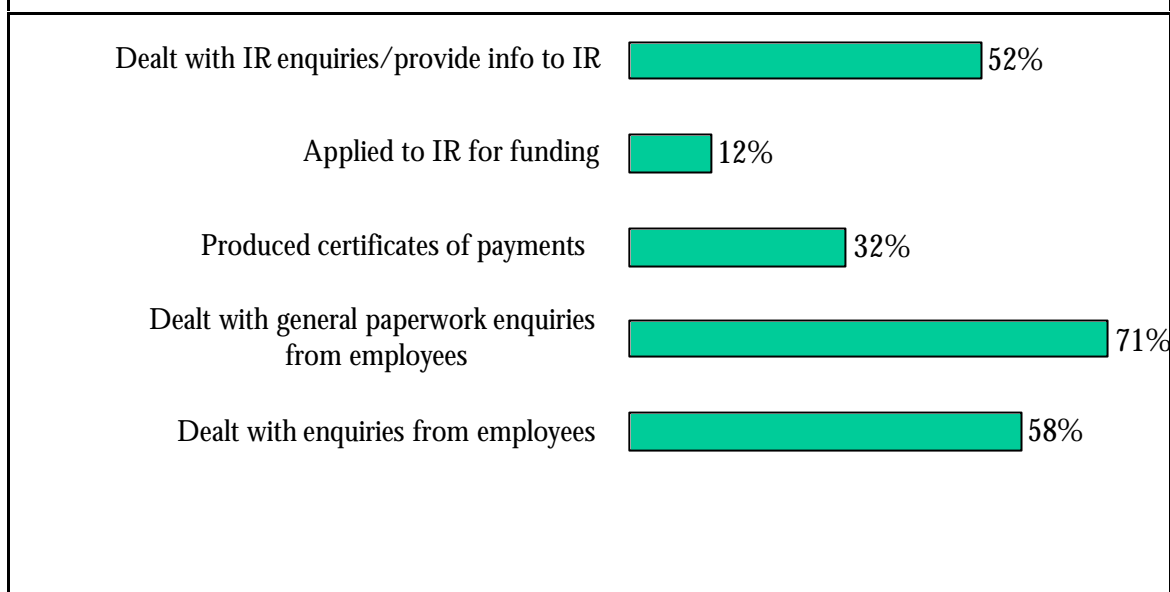 Dealt with IR enquiries/provide info to IR 52%
Applied to IR for funding 12%
Produced certificates of payments 32%
Dealt with general paperwork enquiries
from employees 71%
Dealt with enquiries from employees 58%